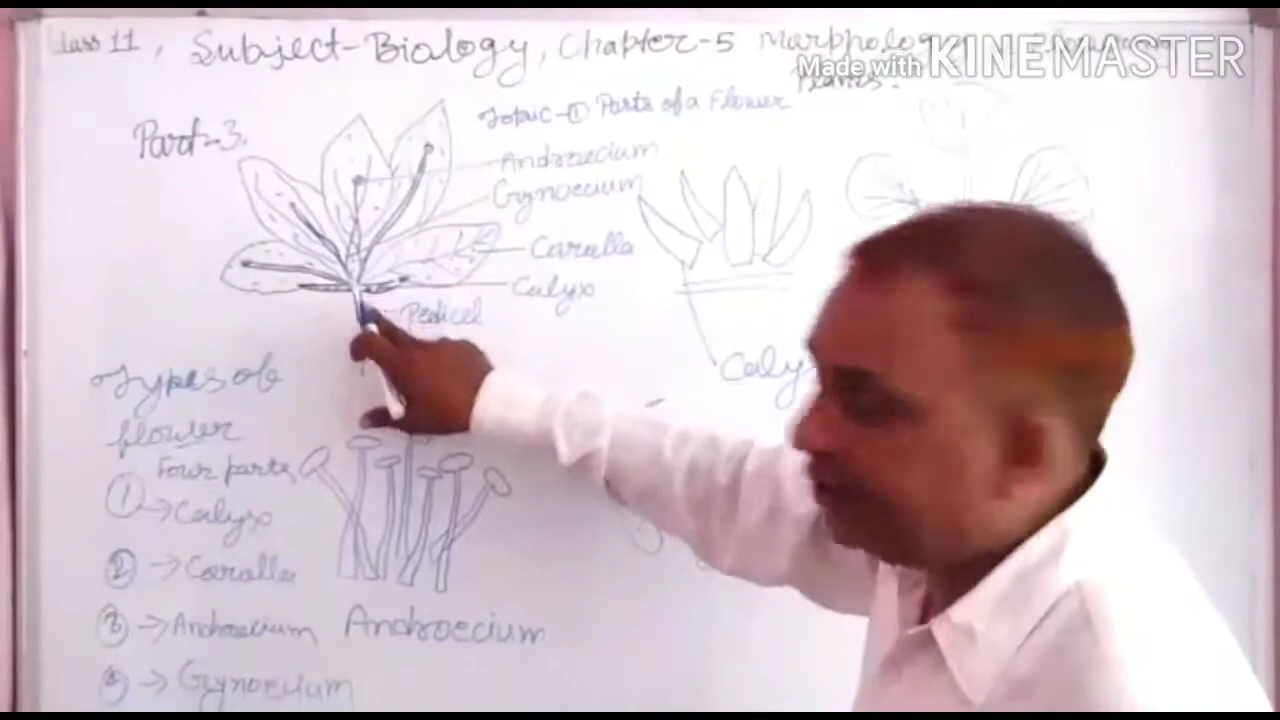 Class 11, Subject-Biology, Chapter-5 Morphology
Made with KINEMASTER
Part-3.
Topic-① Parts of a Flower
Androecium
Gynoecium
Corolla
Calyx
Pedicel
Types of
flower
Four parts
① → Calyx
② → Corolla
③ → Androecium
④ → Gynoecium
Androecium